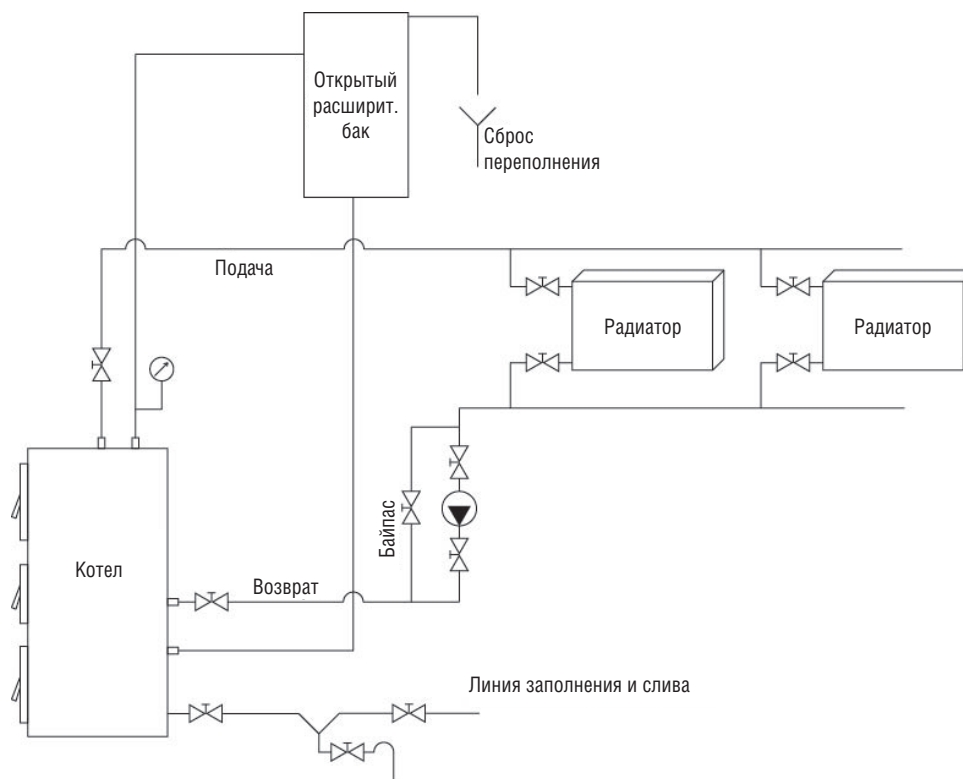 Открытый
расширит.
бак
Сброс
переполнения
Подача
Радиатор
Радиатор
Байпас
Котел
Возврат
Линия заполнения и слива